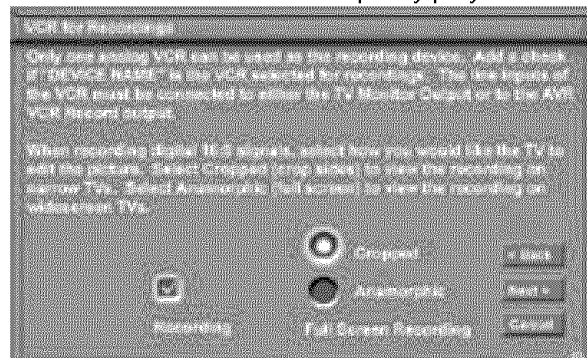 VCR for Recordings
Only one analog VCR can be used as the recording device. Add a check
if "DEVICE NAME" is the VCR selected for recordings. The line inputs of
the VCR must be connected to either the TV Monitor Output or to the AVR
VCR Record output.
When recording digital 16:9 signals, select how you would like the TV to
edit the picture. Select Cropped (crop sides) to view the recording on
narrow TVs. Select Anamorphic (full screen) to view the recording on
widescreen TVs.
Cropped
< Back
Anamorphic
Next >
Recording
Full Screen Recording
Cancel